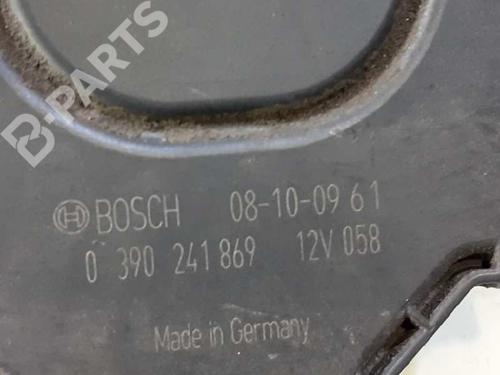 B-PARTS
BOSCH 08-10-09 61
0 390 241 869 12V 058
Made in Germany